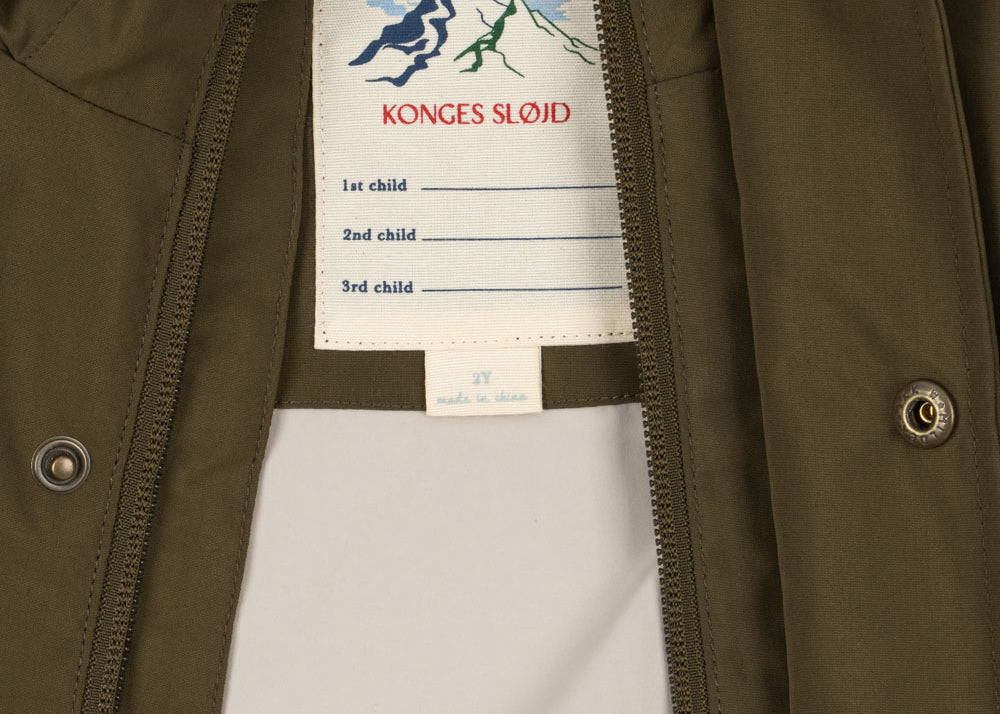 KONGES SLØJD
1st child
2nd child
3rd child
2Y
made in china